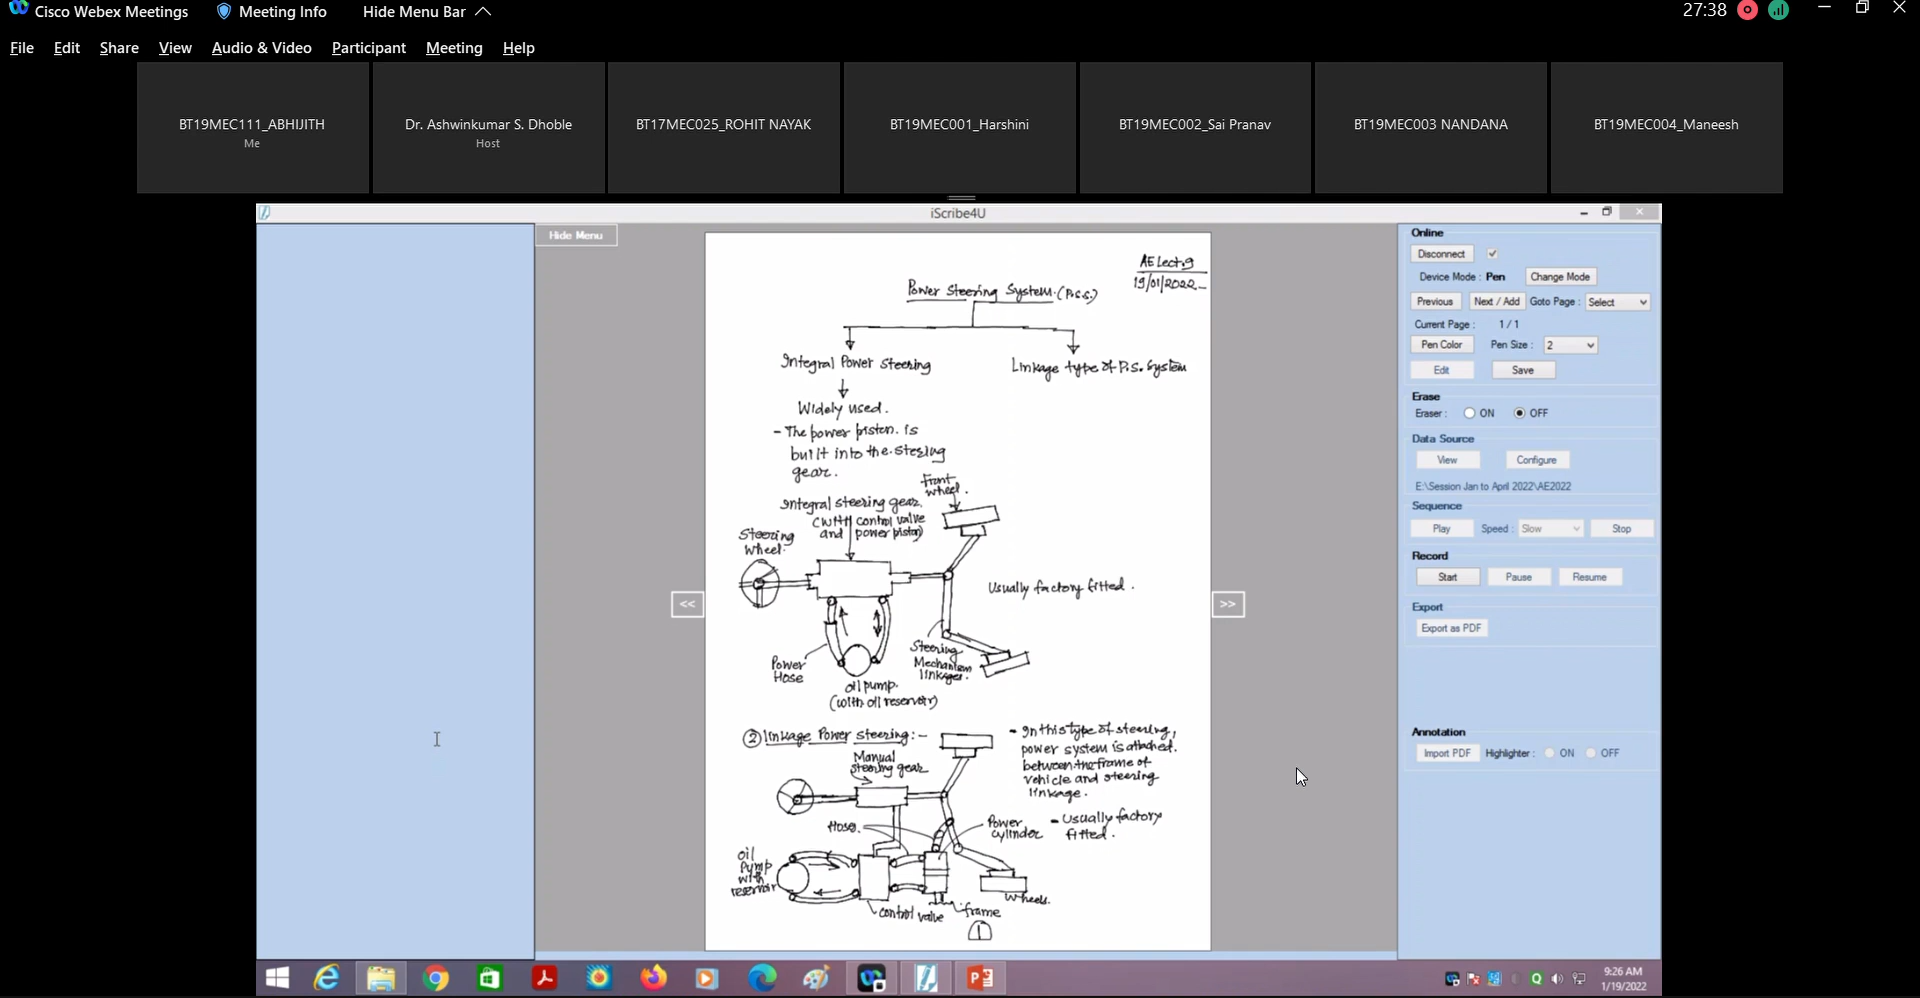 Cisco Webex Meetings
Meeting Info
Hide Menu Bar
27:38
File Edit Share View Audio & Video Participant Meeting Help
BT19MEC111_ABHIJITH
Me
Dr. Ashwinkumar S. Dhoble
Host
BT17MEC025_ROHIT NAYAK
BT19MEC001_Harshini
BT19MEC002_Sai Pranav
BT19MEC003 NANDANA
BT19MEC004_Maneesh
iScribe4U
Hide Menu
AE Lect.9
19/01/2022
Power Steering System (P.S.S.)
Integral Power Steering
Linkage type of P.S. System
Widely used.
- The power piston is
built into the stering
gear.
Front
wheel.
Integral steering gear
(with control valve
and power piston)
Steering
wheel.
Usually factory fitted.
Power
Hose
Steering
Mechanism
linkages.
oil pump.
(with oil reservoir)
② linkage Power steering :-
Manual
steering gear
- In this type of steering,
power system is attached
between the frame of
vehicle and steering
linkage.
- Usually factory
fitted.
Hose
Power
cylinder
oil
pump
with
reservoir
wheels.
control valve
frame
1
<<
>>
Online
Disconnect
Device Mode : Pen Change Mode
Previous Next / Add Goto Page : Select
Current Page : 1 / 1
Pen Color Pen Size : 2
Edit Save
Erase
Eraser : ON OFF
Data Source
View Configure
E:\Session Jan to April 2022\AE2022
Sequence
Play Speed : Slow Stop
Record
Start Pause Resume
Export
Export as PDF
Annotation
Import PDF Highlighter : ON OFF
9:26 AM
1/19/2022